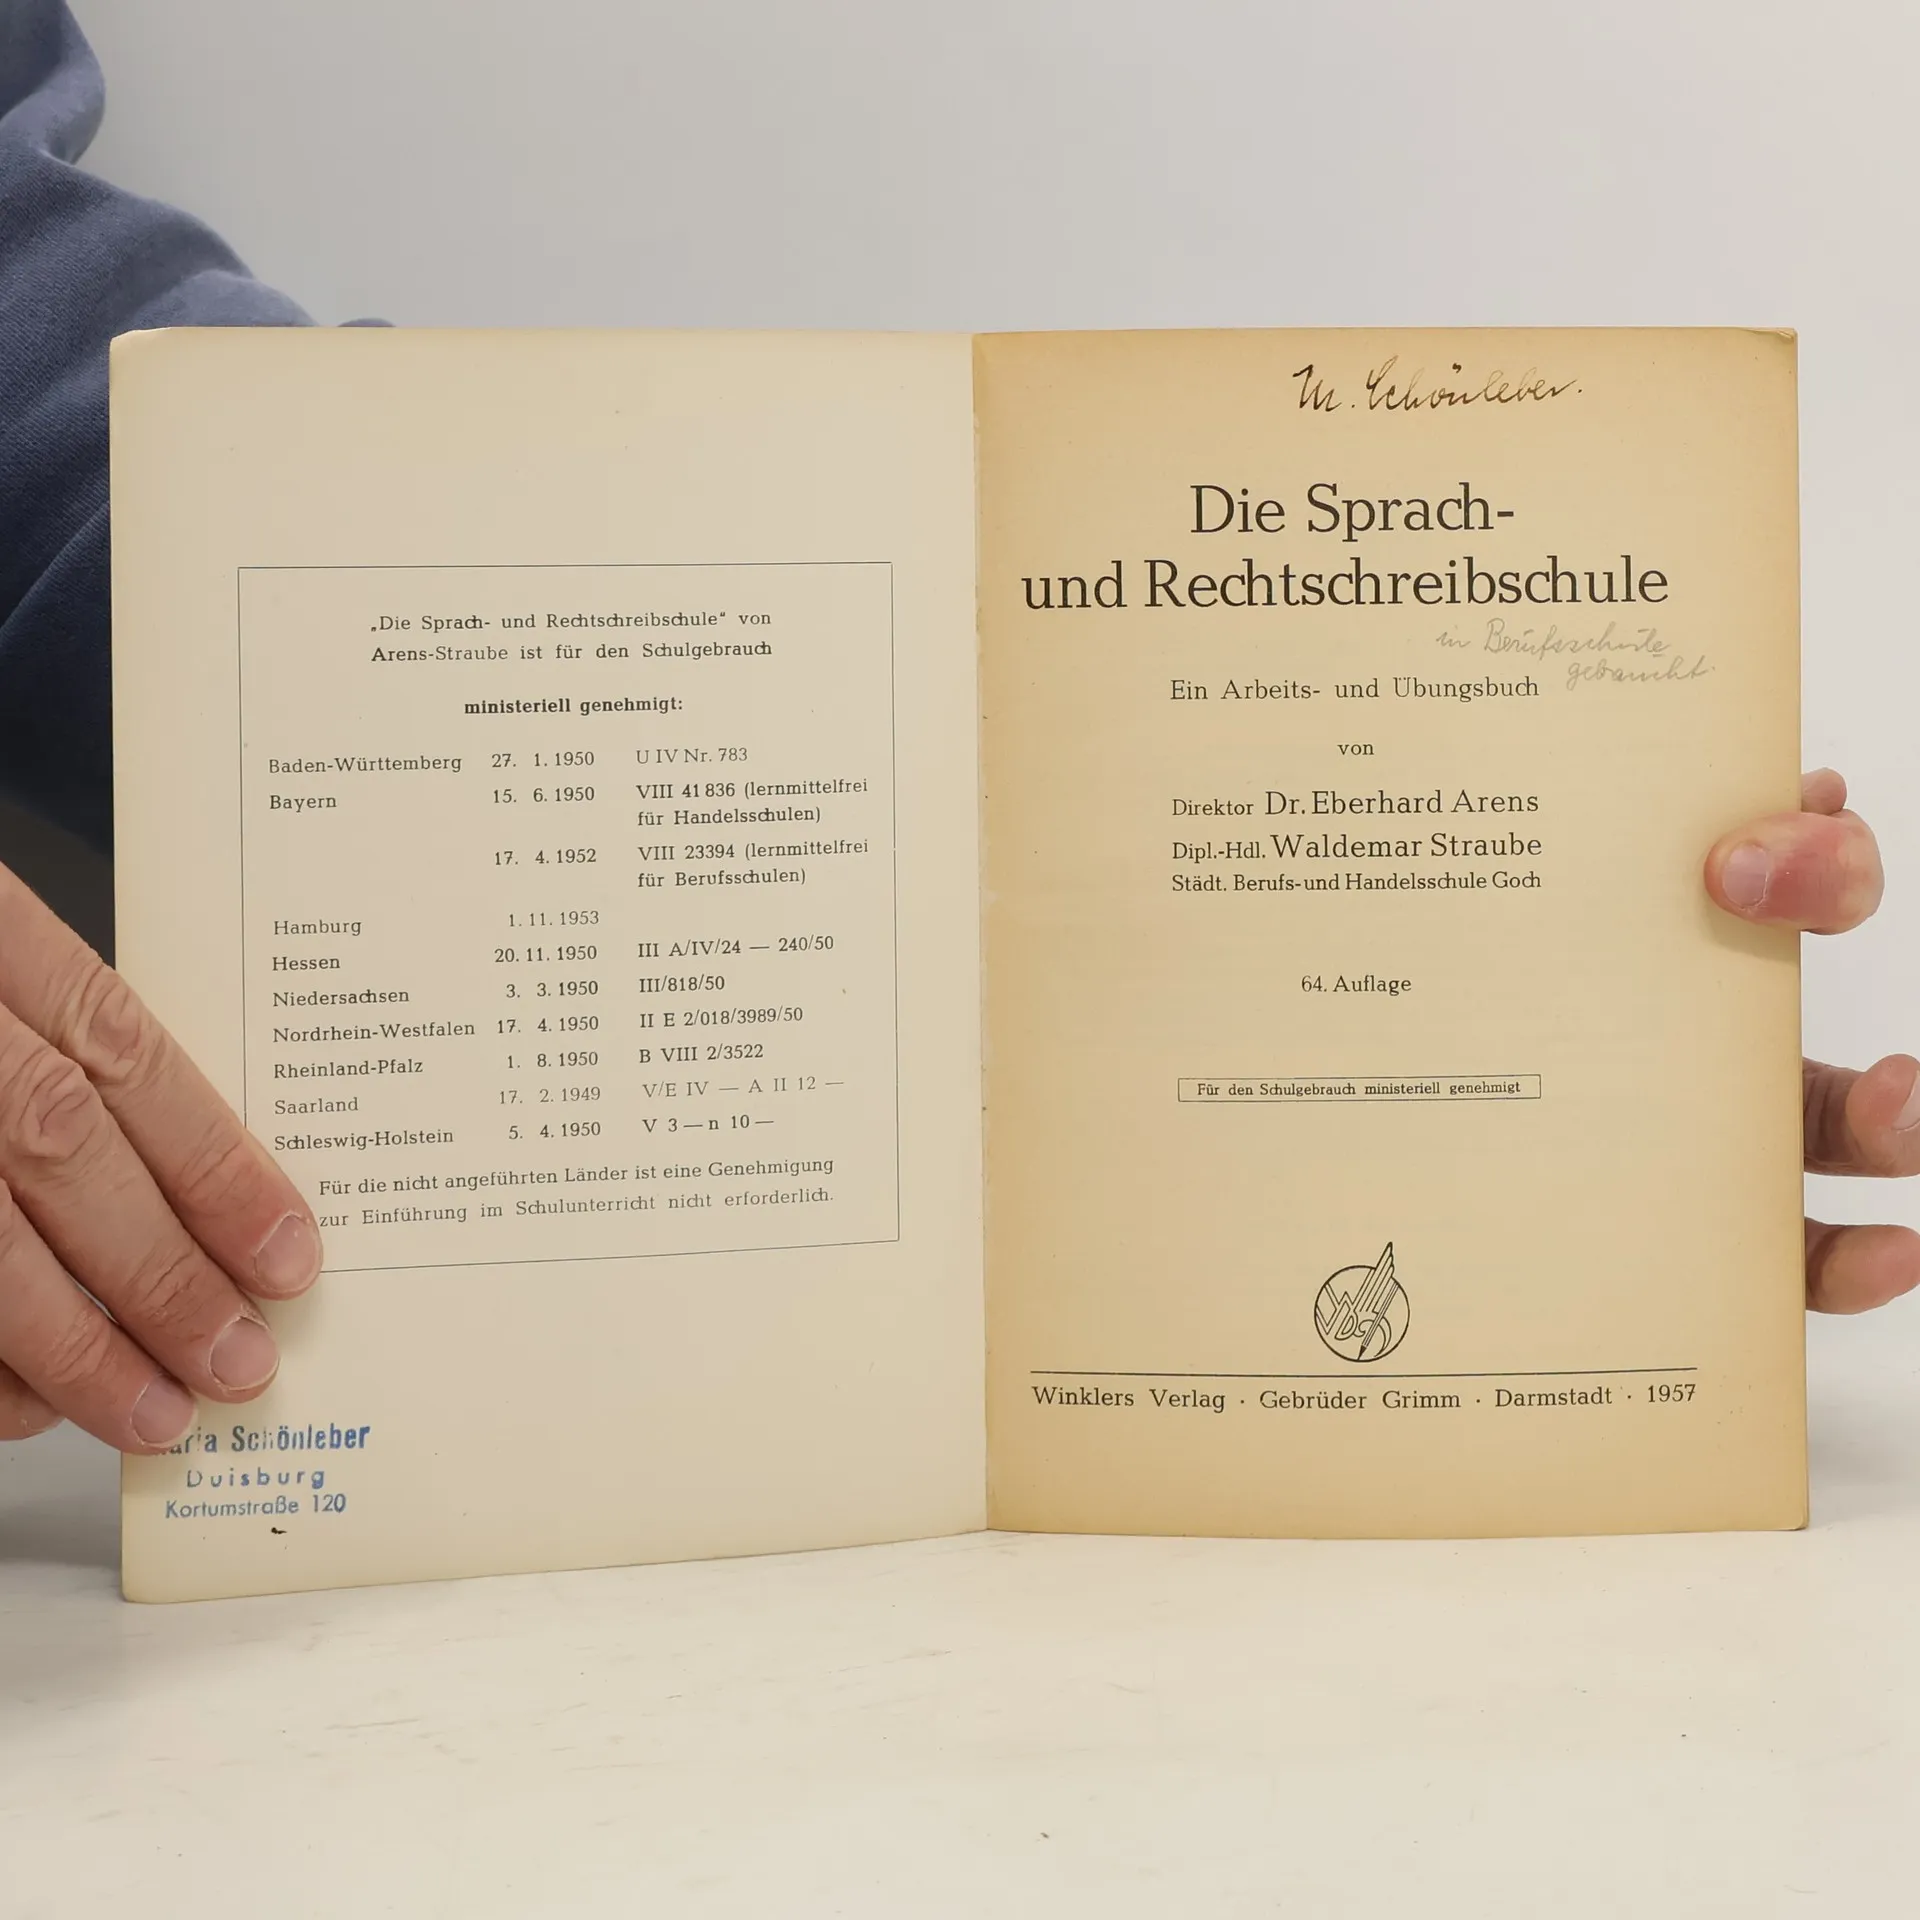 „Die Sprach- und Rechtschreibschule“ von
Arens-Straube ist für den Schulgebrauch
ministeriell genehmigt:
Baden-Württemberg 27. 1. 1950 U IV Nr. 783
Bayern 15. 6. 1950 VIII 41 836 (lernmittelfrei
für Handelsschulen)
17. 4. 1952 VIII 23394 (lernmittelfrei
für Berufsschulen)
Hamburg 1. 11. 1953
Hessen 20. 11. 1950 III A/IV/24 — 240/50
Niedersachsen 3. 3. 1950 III/818/50
Nordrhein-Westfalen 17. 4. 1950 II E 2/018/3989/50
Rheinland-Pfalz 1. 8. 1950 B VIII 2/3522
Saarland 17. 2. 1949 V/E IV — A II 12 —
Schleswig-Holstein 5. 4. 1950 V 3 — n 10 —
Für die nicht angeführten Länder ist eine Genehmigung
zur Einführung im Schulunterricht nicht erforderlich.
Schönleber
Duisburg
Kortumstraße 120
M. Schönleber.
Die Sprach-
und Rechtschreibschule
in Berufsschule
gebraucht.
Ein Arbeits- und Übungsbuch
von
Direktor Dr. Eberhard Arens
Dipl.-Hdl. Waldemar Straube
Städt. Berufs- und Handelsschule Goch
64. Auflage
Für den Schulgebrauch ministeriell genehmigt
Winklers Verlag · Gebrüder Grimm · Darmstadt · 1957